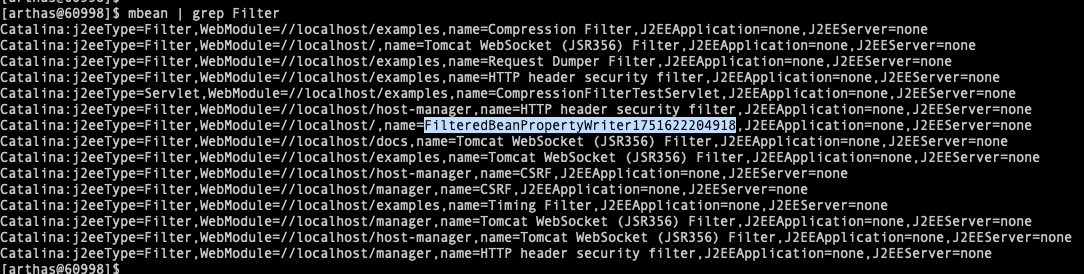 [arthas@60998]$ mbean | grep Filter
Catalina:j2eeType=Filter,WebModule=//localhost/examples,name=Compression Filter,J2EEApplication=none,J2EEServer=none
Catalina:j2eeType=Filter,WebModule=//localhost/,name=Tomcat WebSocket (JSR356) Filter,J2EEApplication=none,J2EEServer=none
Catalina:j2eeType=Filter,WebModule=//localhost/examples,name=Request Dumper Filter,J2EEApplication=none,J2EEServer=none
Catalina:j2eeType=Filter,WebModule=//localhost/examples,name=HTTP header security filter,J2EEApplication=none,J2EEServer=none
Catalina:j2eeType=Servlet,WebModule=//localhost/examples,name=CompressionFilterTestServlet,J2EEApplication=none,J2EEServer=none
Catalina:j2eeType=Filter,WebModule=//localhost/host-manager,name=HTTP header security filter,J2EEApplication=none,J2EEServer=none
Catalina:j2eeType=Filter,WebModule=//localhost/,name=FilteredBeanPropertyWriter1751622204918,J2EEApplication=none,J2EEServer=none
Catalina:j2eeType=Filter,WebModule=//localhost/docs,name=Tomcat WebSocket (JSR356) Filter,J2EEApplication=none,J2EEServer=none
Catalina:j2eeType=Filter,WebModule=//localhost/examples,name=Tomcat WebSocket (JSR356) Filter,J2EEApplication=none,J2EEServer=none
Catalina:j2eeType=Filter,WebModule=//localhost/host-manager,name=CSRF,J2EEApplication=none,J2EEServer=none
Catalina:j2eeType=Filter,WebModule=//localhost/manager,name=CSRF,J2EEApplication=none,J2EEServer=none
Catalina:j2eeType=Filter,WebModule=//localhost/examples,name=Timing Filter,J2EEApplication=none,J2EEServer=none
Catalina:j2eeType=Filter,WebModule=//localhost/manager,name=Tomcat WebSocket (JSR356) Filter,J2EEApplication=none,J2EEServer=none
Catalina:j2eeType=Filter,WebModule=//localhost/host-manager,name=Tomcat WebSocket (JSR356) Filter,J2EEApplication=none,J2EEServer=none
Catalina:j2eeType=Filter,WebModule=//localhost/manager,name=HTTP header security filter,J2EEApplication=none,J2EEServer=none
[arthas@60998]$